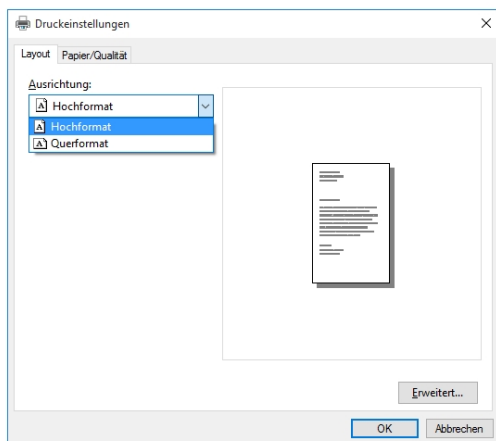 Druckeinstellungen
Layout Papier/Qualität
Ausrichtung:
Hochformat
Hochformat
Querformat
Erweitert...
OK Abbrechen